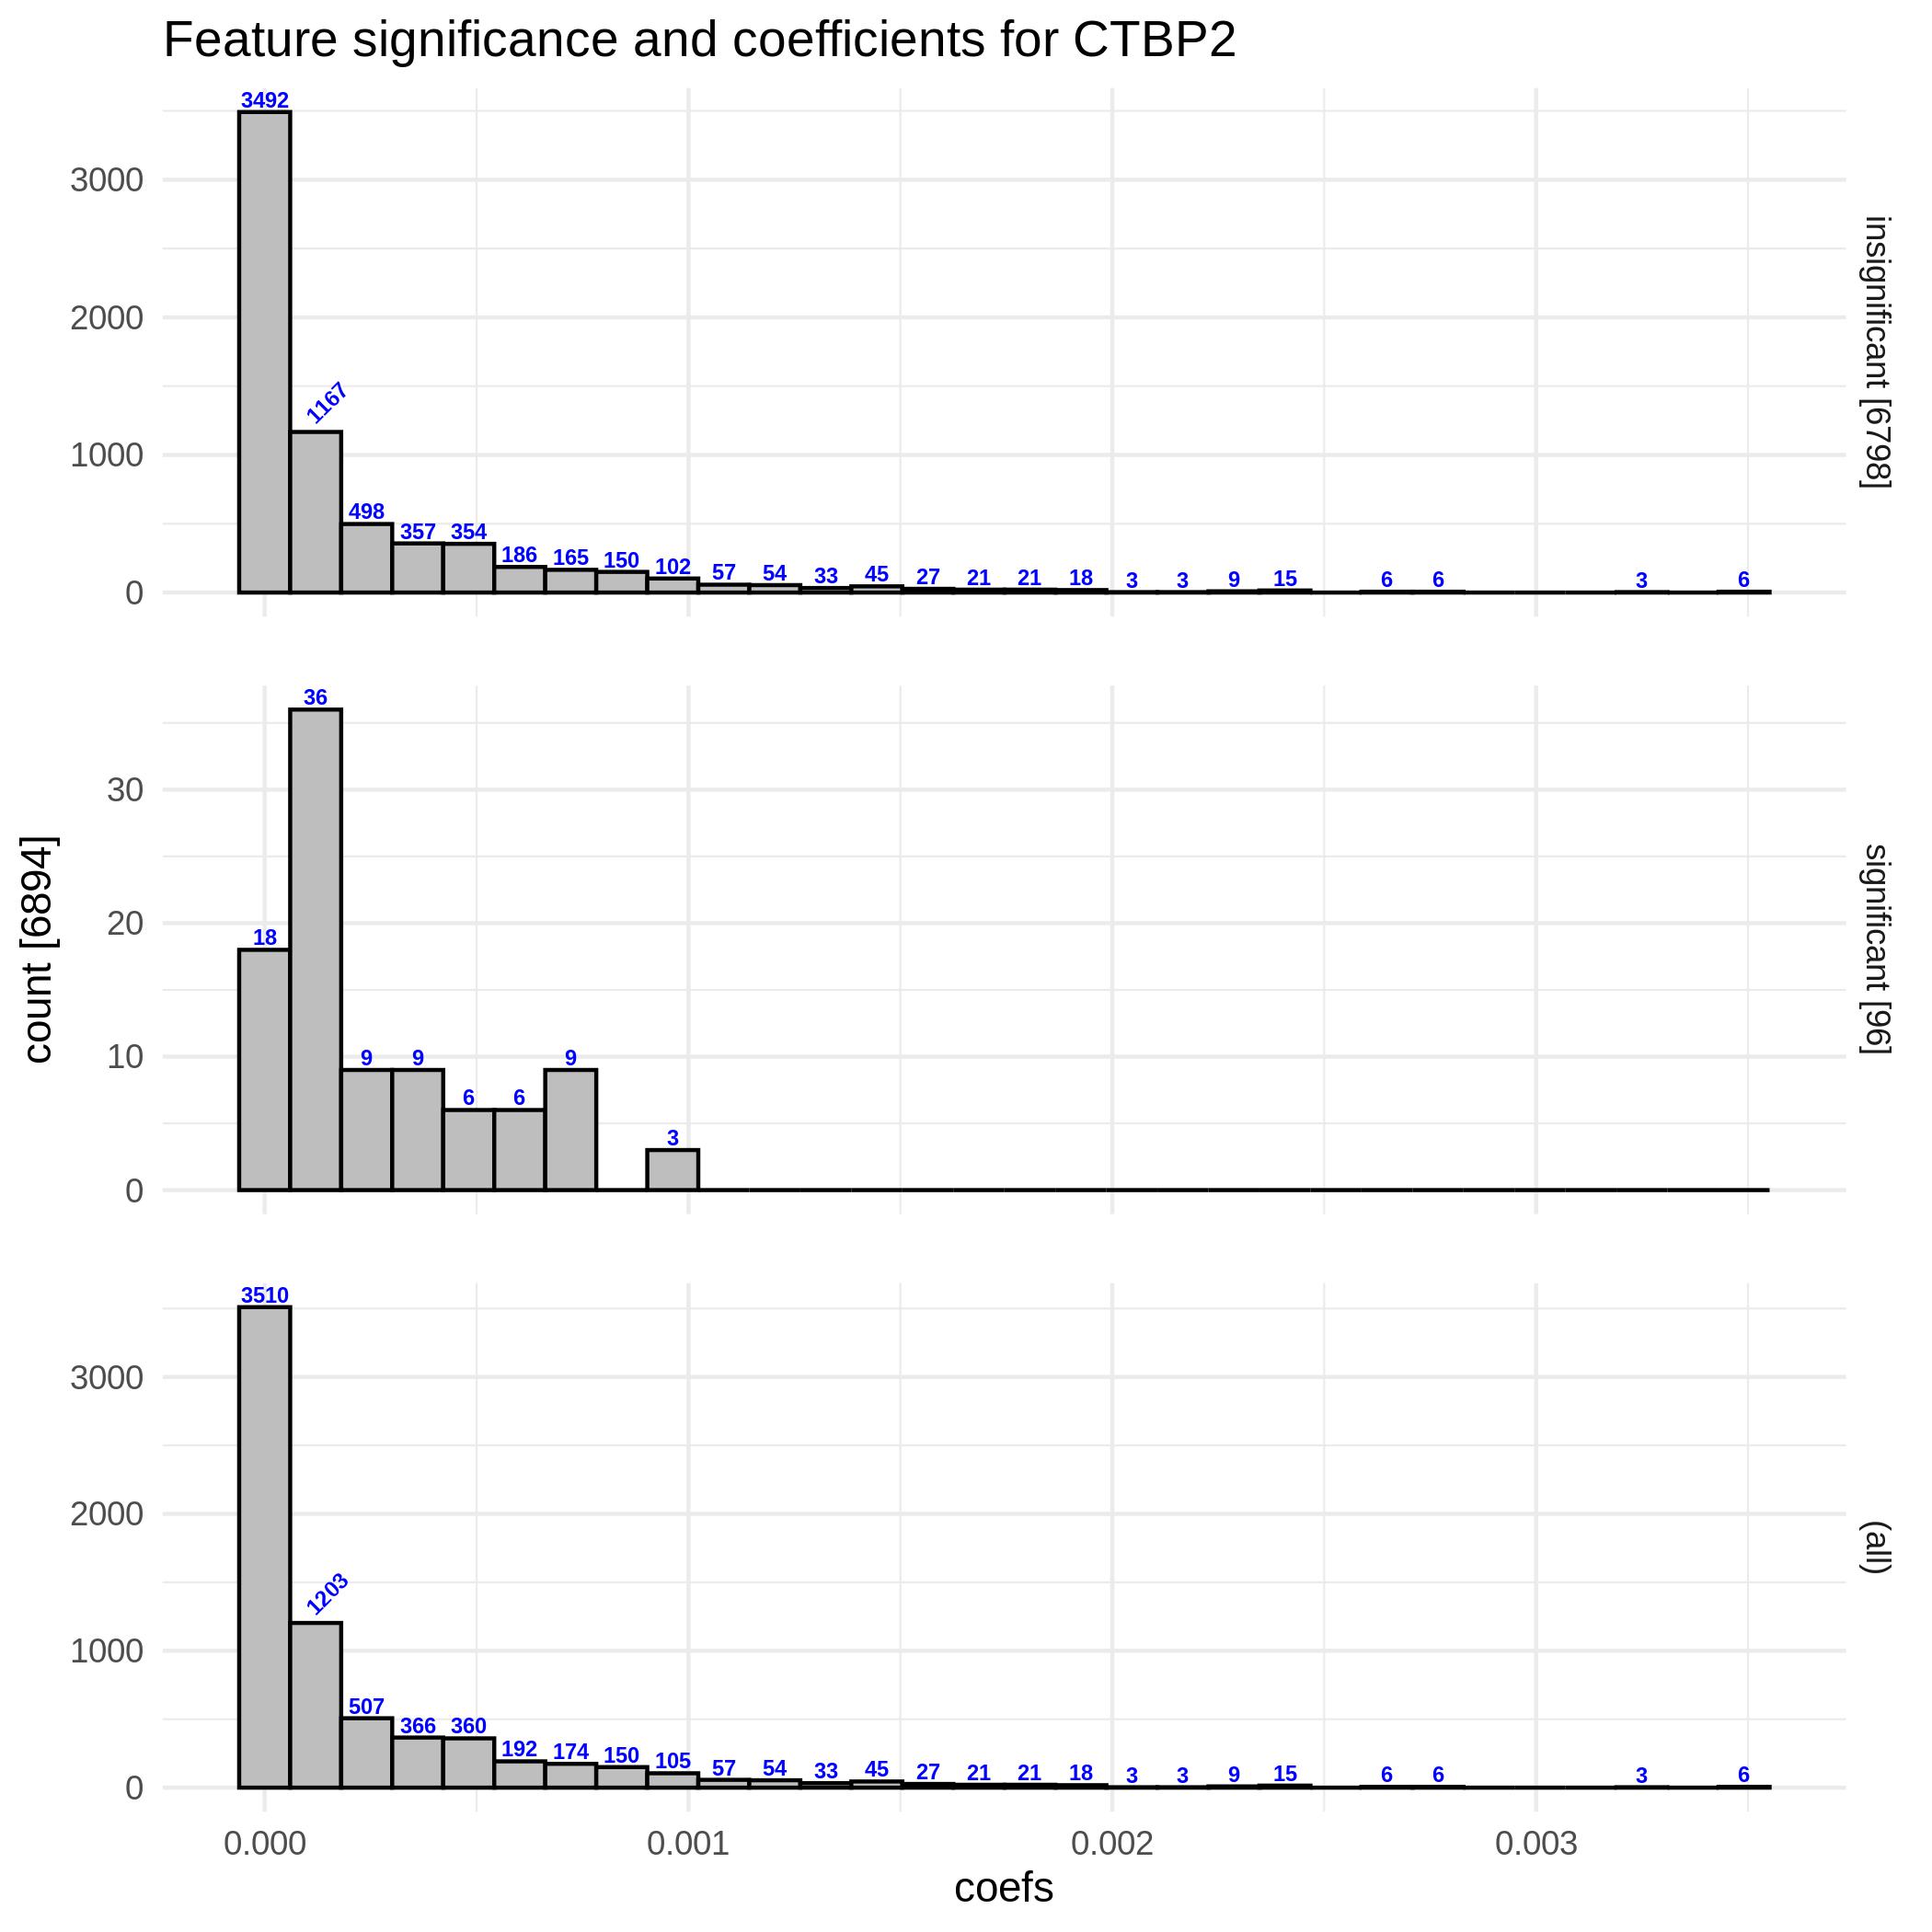 Feature significance and coefficients for CTBP2
3492
3000
2000
1167
1000
498
357 354
186 165 150 102 57 54 33 45 27 21 21 18 3 3 9 15 6 6 3 6
0
insignificant [6798]
36
30
20
18
10
9 9 6 6 9
3
0
significant [96]
count [6894]
3510
3000
2000
1203
1000
507
366 360
192 174 150 105 57 54 33 45 27 21 21 18 3 3 9 15 6 6 3 6
0
(all)
0.000 0.001 0.002 0.003
coefs